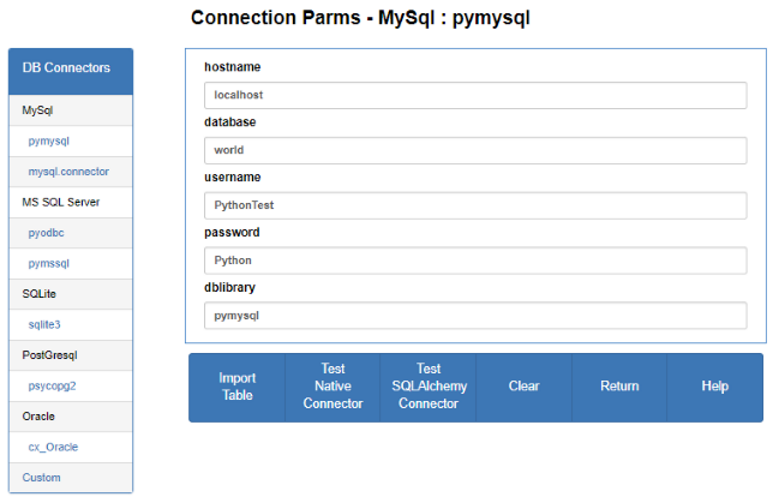 Connection Parms - MySql : pymysql
DB Connectors
MySql
pymysql
mysql.connector
MS SQL Server
pyodbc
pymssql
SQLite
sqlite3
PostGresql
psycopg2
Oracle
cx_Oracle
Custom
hostname
localhost
database
world
username
PythonTest
password
Python
dblibrary
pymysql
Import
Table
Test
Native
Connector
Test
SQLAlchemy
Connector
Clear
Return
Help